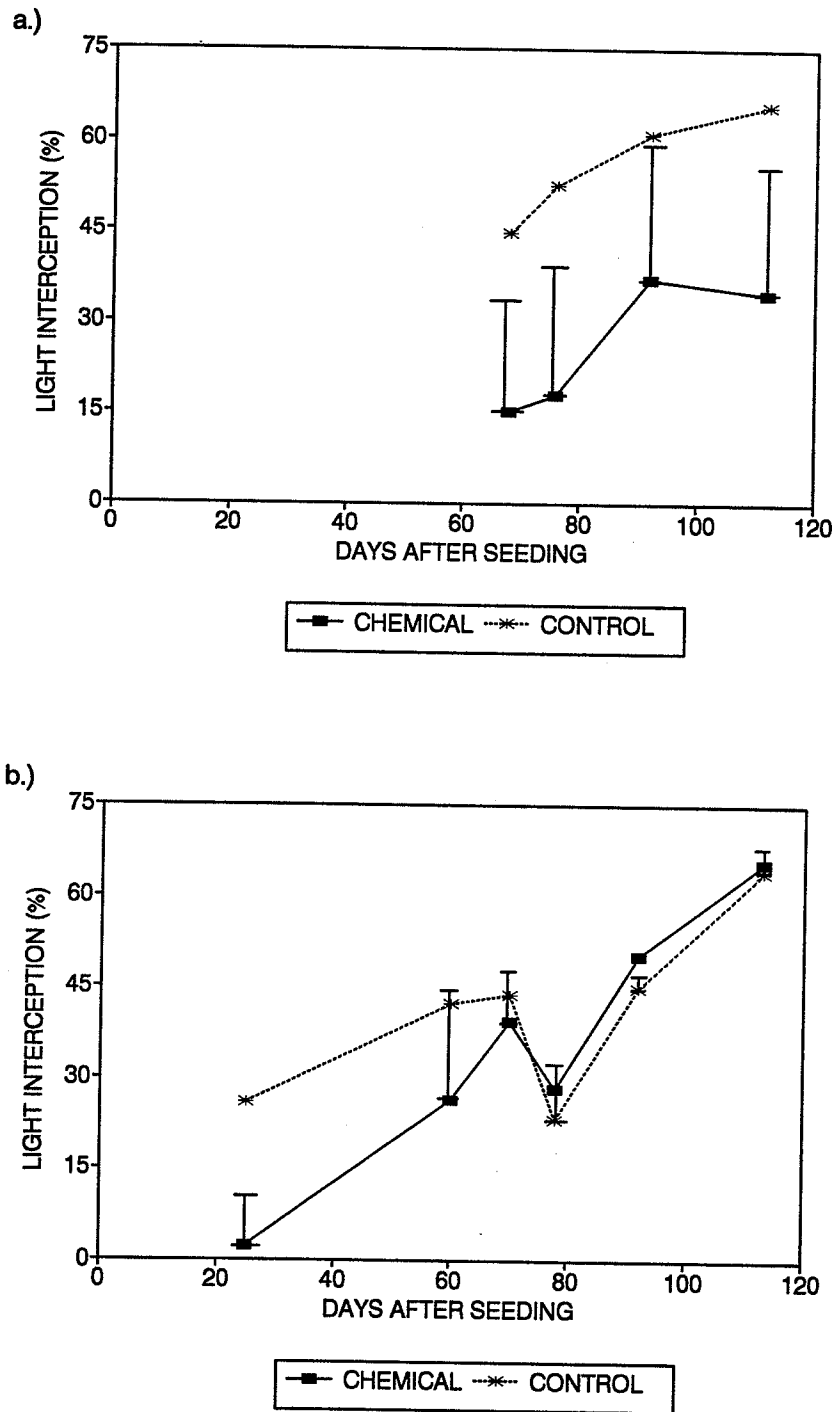 a.)
75
60
45
30
15
0
LIGHT INTERCEPTION (%)
0 20 40 60 80 100 120
DAYS AFTER SEEDING
CHEMICAL CONTROL
b.)
75
60
45
30
15
0
LIGHT INTERCEPTION (%)
0 20 40 60 80 100 120
DAYS AFTER SEEDING
CHEMICAL CONTROL